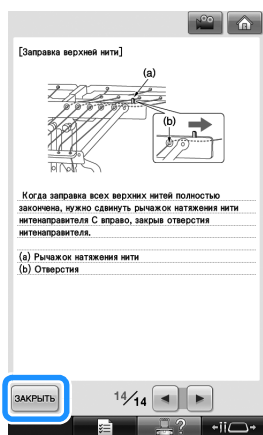 [Заправка верхней нити]
(a)
(b)
Когда заправка всех верхних нитей полностью
закончена, нужно сдвинуть рычажок натяжения нити
нитенаправителя С вправо, закрыв отверстия
нитенаправителя.
(a) Рычажок натяжения нити
(b) Отверстия
ЗАКРЫТЬ
14/14
?